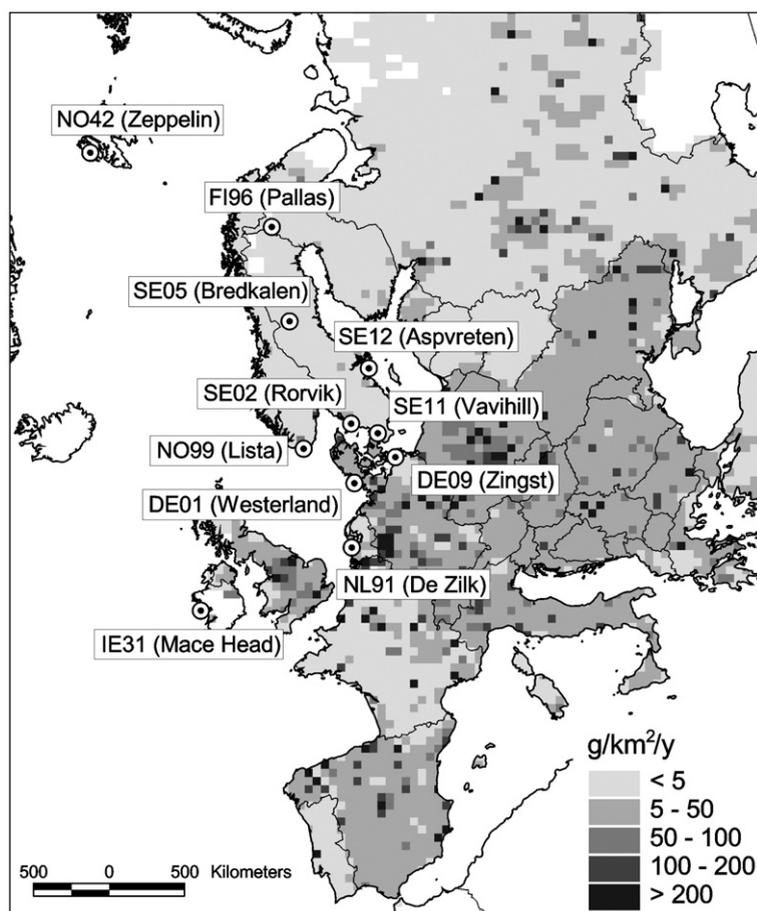 NO42 (Zeppelin)
FI96 (Pallas)
SE05 (Bredkalen)
SE12 (Aspvreten)
SE02 (Rorvik)
SE11 (Vavihill)
NO99 (Lista)
DE09 (Zingst)
DE01 (Westerland)
NL91 (De Zilk)
IE31 (Mace Head)
g/km²/y
< 5
5 - 50
50 - 100
100 - 200
> 200
500 0 500 Kilometers